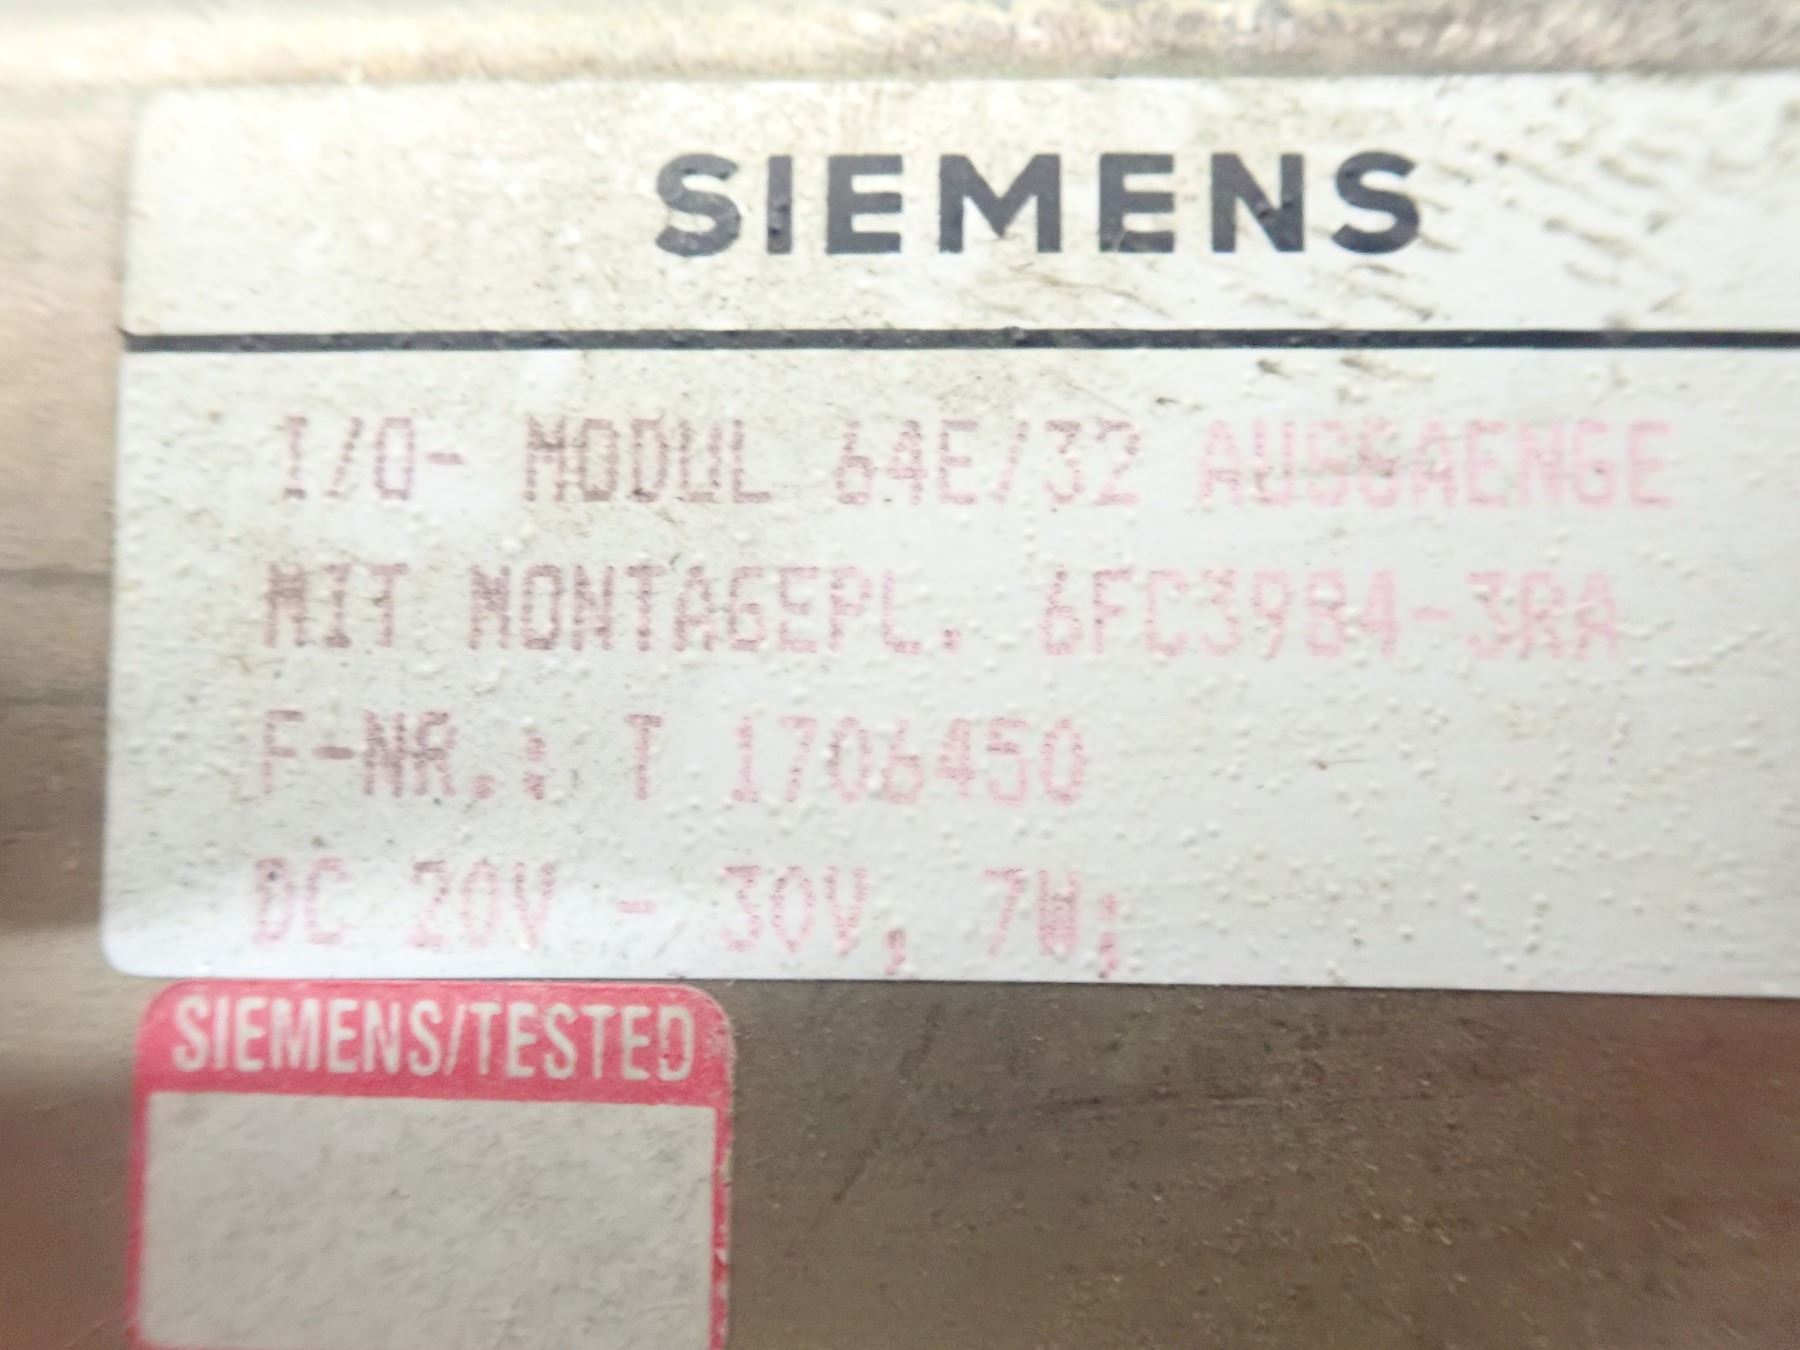 SIEMENS
I/O- MODUL 64E/32 AUSGAENGE
MIT MONTAGEPL. 6FC3984-3RA
F-NR.: T 1706450
DC 20V - 30V, 7W;
SIEMENS/TESTED